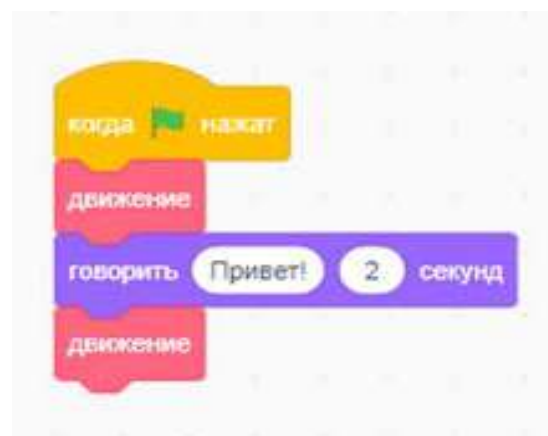 когда нажат
движение
говорить Привет! 2 секунд
движение